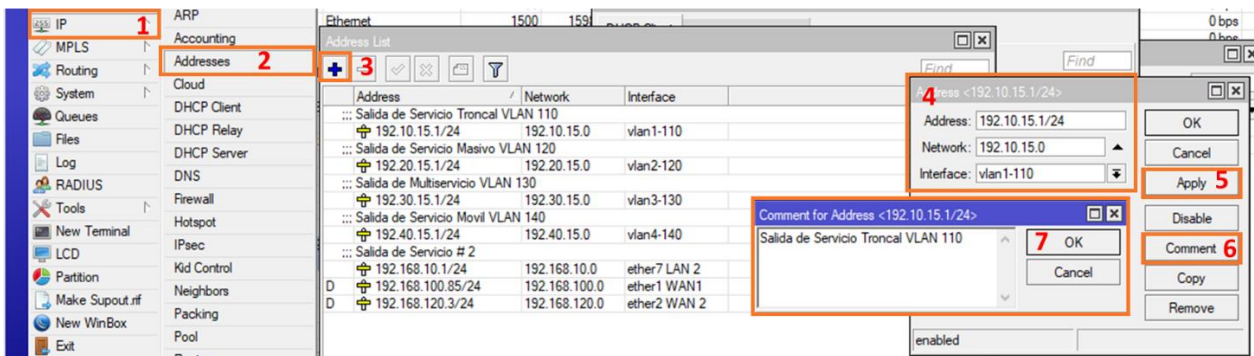 IP
1
MPLS
Routing
System
Queues
Files
Log
RADIUS
Tools
New Terminal
LCD
Partition
Make Supout.rif
New WinBox
Exit
ARP
Accounting
Addresses 2
Cloud
DHCP Client
DHCP Relay
DHCP Server
DNS
Firewall
Hotspot
IPsec
Kid Control
Neighbors
Packing
Pool
Ethernet 1500
0 bps
Address List
3
Find
Find
Address / Network Interface
;;; Salida de Servicio Troncal VLAN 110
192.10.15.1/24 192.10.15.0 vlan1-110
;;; Salida de Servicio Masivo VLAN 120
192.20.15.1/24 192.20.15.0 vlan2-120
;;; Salida de Multiservicio VLAN 130
192.30.15.1/24 192.30.15.0 vlan3-130
;;; Salida de Servicio Movil VLAN 140
192.40.15.1/24 192.40.15.0 vlan4-140
;;; Salida de Servicio # 2
192.168.10.1/24 192.168.10.0 ether7 LAN 2
D 192.168.100.85/24 192.168.100.0 ether1 WAN1
D 192.168.120.3/24 192.168.120.0 ether2 WAN 2
Address <192.10.15.1/24>
4
Address: 192.10.15.1/24
Network: 192.10.15.0
Interface: vlan1-110
OK
Cancel
Apply 5
Disable
Comment 6
Copy
Remove
enabled
Comment for Address <192.10.15.1/24>
Salida de Servicio Troncal VLAN 110
7 OK
Cancel